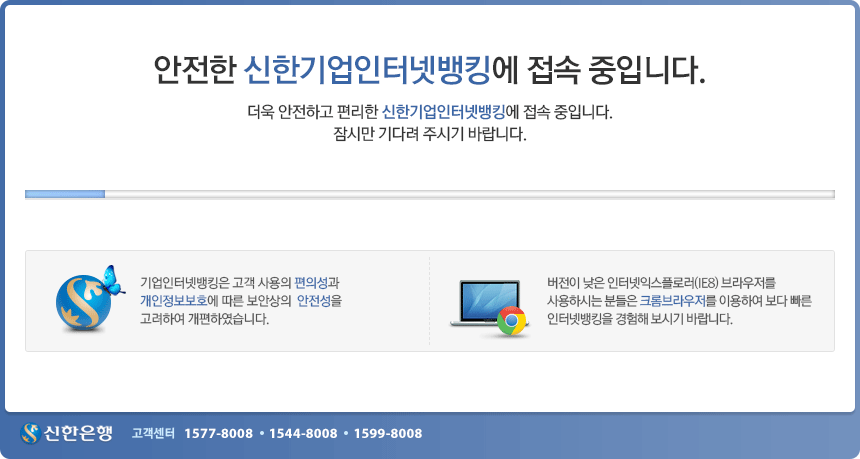 안전한 신한기업인터넷뱅킹에 접속 중입니다.
더욱 안전하고 편리한 신한기업인터넷뱅킹에 접속 중입니다.
잠시만 기다려 주시기 바랍니다.
기업인터넷뱅킹은 고객 사용의 편의성과
개인정보보호에 따른 보안상의 안전성을
고려하여 개편하였습니다.
버전이 낮은 인터넷익스플로러(IE8) 브라우저를
사용하시는 분들은 크롬브라우저를 이용하여 보다 빠른
인터넷뱅킹을 경험해 보시기 바랍니다.
신한은행 고객센터 1577-8008 • 1544-8008 • 1599-8008